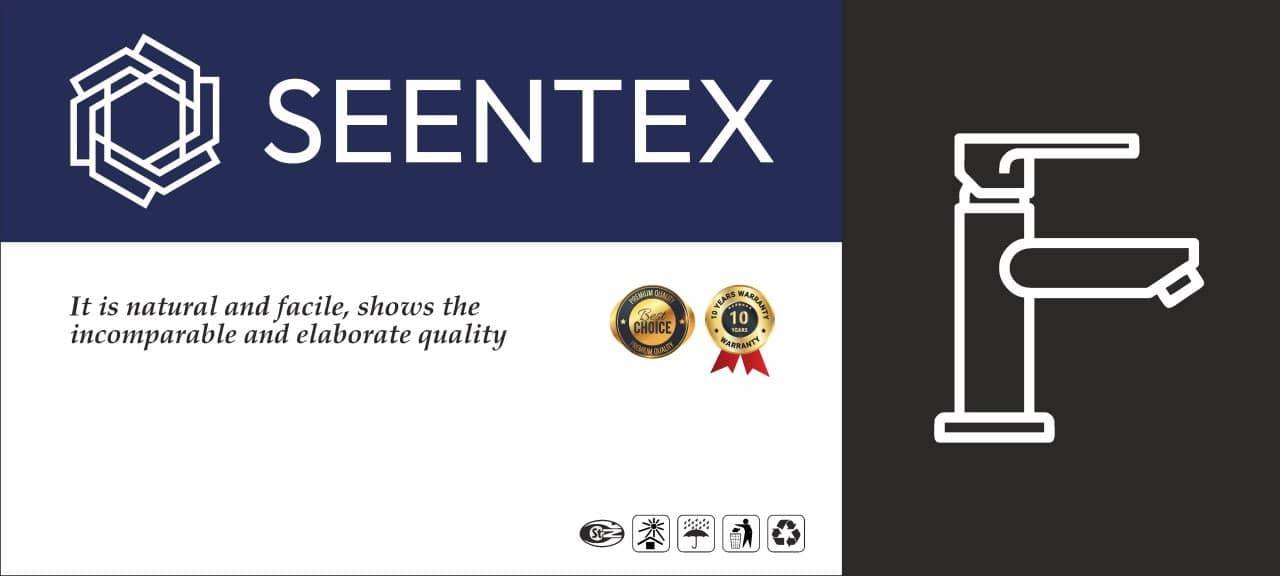 SEENTEX
It is natural and facile, shows the
incomparable and elaborate quality
PREMIUM QUALITY
Best
CHOICE
PREMIUM QUALITY
10 YEARS WARRANTY
10
YEARS
WARRANTY
St